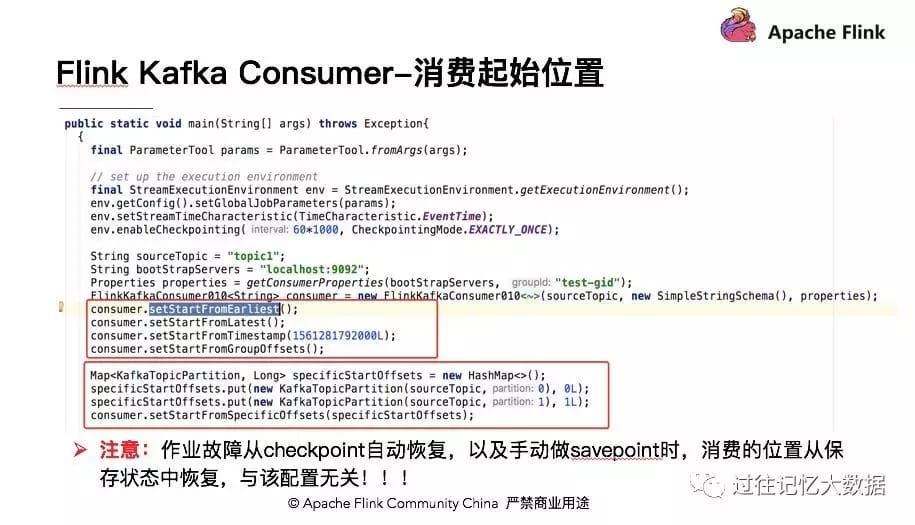 Apache Flink
Flink Kafka Consumer–消费起始位置
public static void main(String[] args) throws Exception{
{
final ParameterTool params = ParameterTool.fromArgs(args);
// set up the execution environment
final StreamExecutionEnvironment env = StreamExecutionEnvironment.getExecutionEnvironment();
env.getConfig().setGlobalJobParameters(params);
env.setStreamTimeCharacteristic(TimeCharacteristic.EventTime);
env.enableCheckpointing( interval: 60*1000, CheckpointingMode.EXACTLY_ONCE);
String sourceTopic = "topic1";
String bootStrapServers = "localhost:9092";
Properties properties = getConsumerProperties(bootStrapServers, groupId: "test-gid");
FlinkKafkaConsumer010<String> consumer = new FlinkKafkaConsumer010<~>(sourceTopic, new SimpleStringSchema(), properties);
consumer.setStartFromEarliest();
consumer.setStartFromLatest();
consumer.setStartFromTimestamp(1561281792000L);
consumer.setStartFromGroupOffsets();
Map<KafkaTopicPartition, Long> specificStartOffsets = new HashMap<>();
specificStartOffsets.put(new KafkaTopicPartition(sourceTopic, partition: 0), 0L);
specificStartOffsets.put(new KafkaTopicPartition(sourceTopic, partition: 1), 1L);
consumer.setStartFromSpecificOffsets(specificStartOffsets);
注意：作业故障从checkpoint自动恢复，以及手动做savepoint时，消费的位置从保
存状态中恢复，与该配置无关！！！
© Apache Flink Community China 严禁商业用途
过往记忆大数据